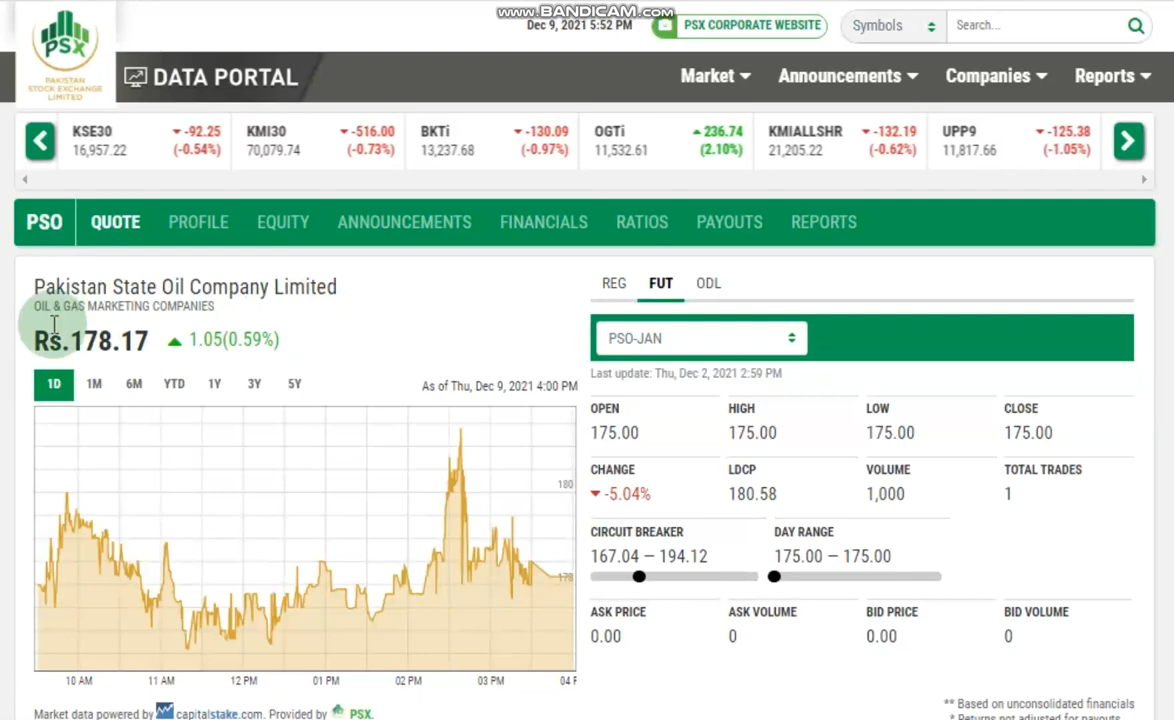 www.BANDICAM.com
Dec 9, 2021 5:52 PM
PSX CORPORATE WEBSITE
Symbols
Search...
PSX
PAKISTAN
STOCK EXCHANGE
LIMITED
DATA PORTAL
Market
Announcements
Companies
Reports
KSE30 -92.25
16,957.22 (-0.54%)
KMI30 -516.00
70,079.74 (-0.73%)
BKTi -130.09
13,237.68 (-0.97%)
OGTi 236.74
11,532.61 (2.10%)
KMIALLSHR -132.19
21,205.22 (-0.62%)
UPP9 -125.38
11,817.66 (-1.05%)
PSO QUOTE PROFILE EQUITY ANNOUNCEMENTS FINANCIALS RATIOS PAYOUTS REPORTS
Pakistan State Oil Company Limited
OIL & GAS MARKETING COMPANIES
Rs.178.17 1.05(0.59%)
1D 1M 6M YTD 1Y 3Y 5Y
As of Thu, Dec 9, 2021 4:00 PM
180
178
10 AM 11 AM 12 PM 01 PM 02 PM 03 PM 04 P
Market data powered by capitalstake.com. Provided by PSX.
REG FUT ODL
PSO-JAN
Last update: Thu, Dec 2, 2021 2:59 PM
OPEN HIGH LOW CLOSE
175.00 175.00 175.00 175.00
CHANGE LDCP VOLUME TOTAL TRADES
-5.04% 180.58 1,000 1
CIRCUIT BREAKER DAY RANGE
167.04 — 194.12 175.00 — 175.00
ASK PRICE ASK VOLUME BID PRICE BID VOLUME
0.00 0 0.00 0
** Based on unconsolidated financials
* Returns not adjusted for payouts